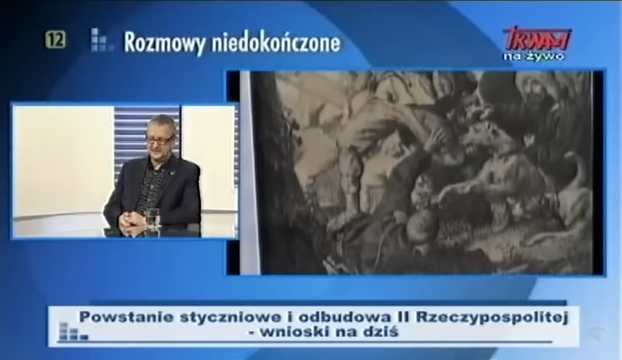 12
Rozmowy niedokończone
TRWAM
na żywo
Powstanie styczniowe i odbudowa II Rzeczypospolitej
- wnioski na dziś